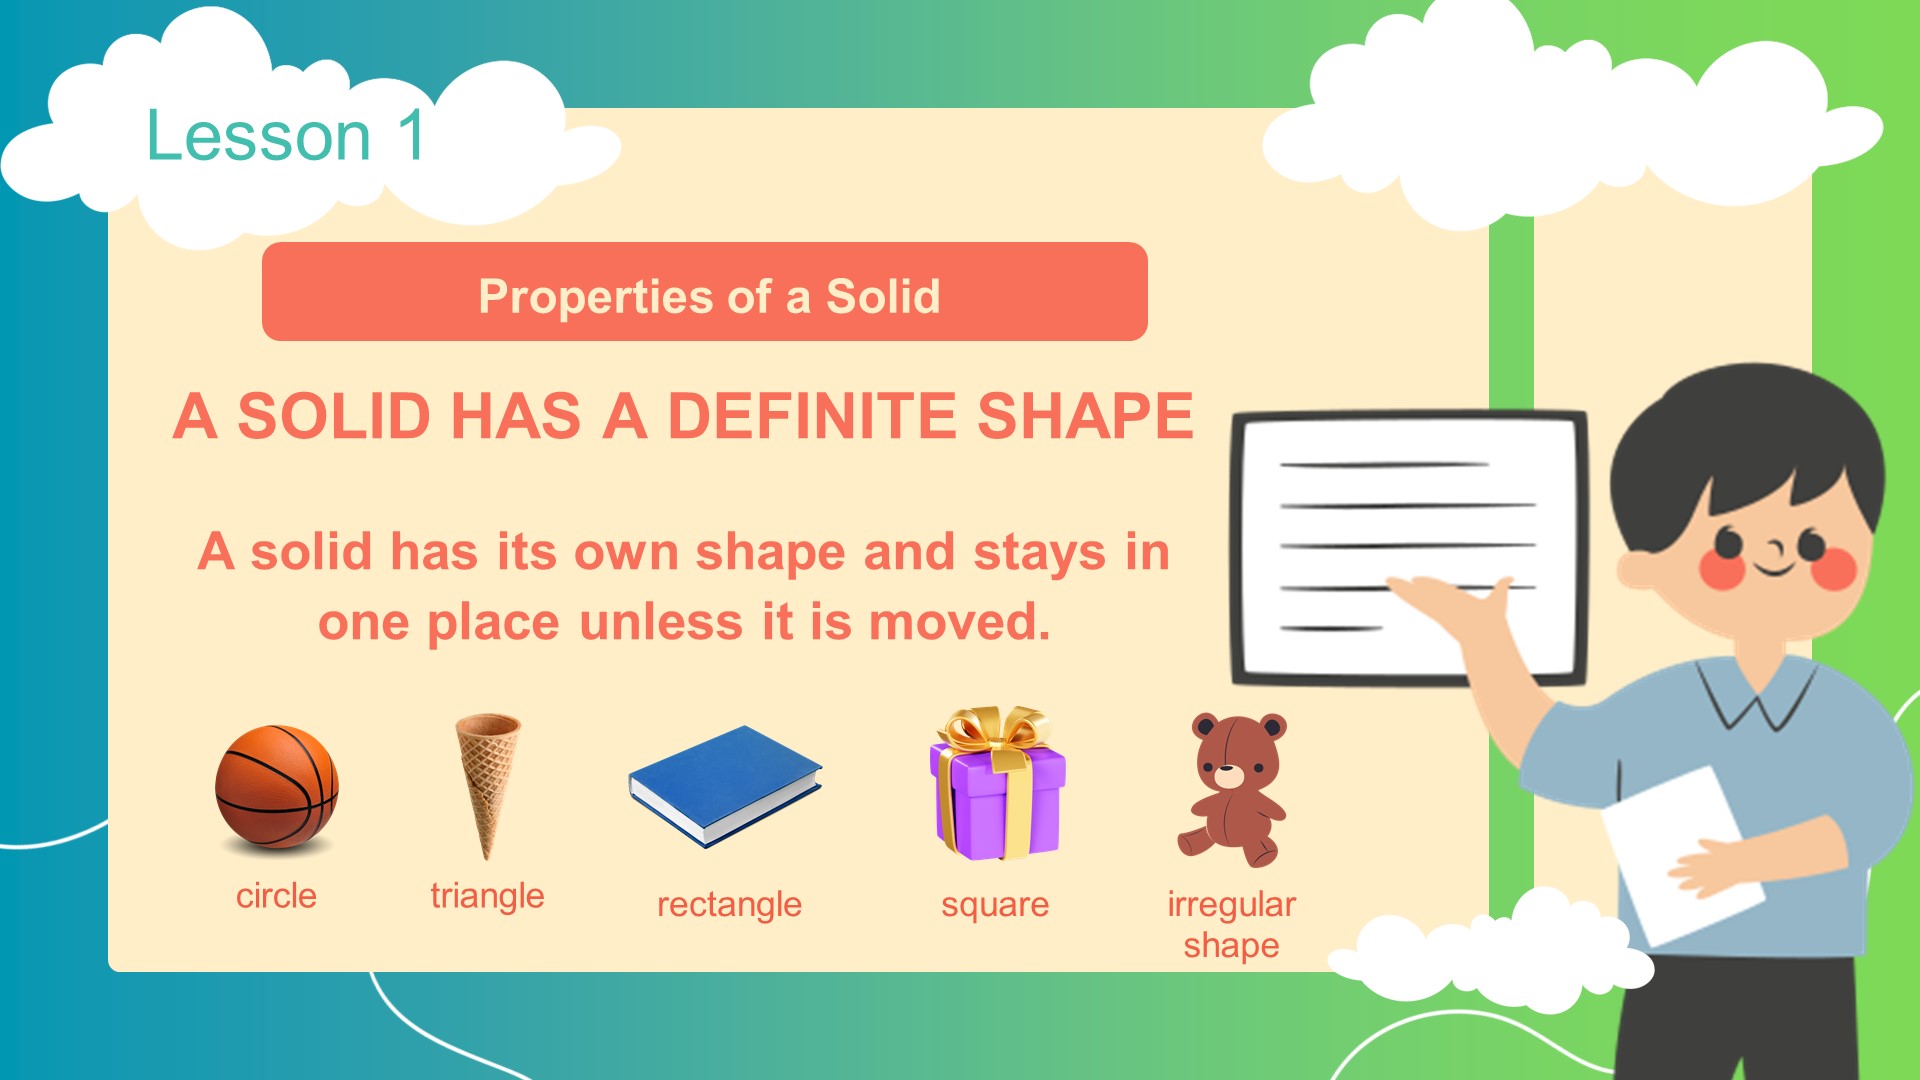 Lesson 1
Properties of a Solid
A SOLID HAS A DEFINITE SHAPE
A solid has its own shape and stays in
one place unless it is moved.
circle
triangle
rectangle
square
irregular
shape